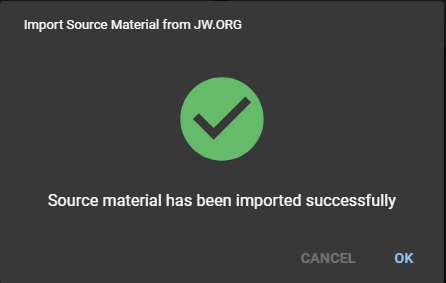 Import Source Material from JW.ORG
Source material has been imported successfully
CANCEL OK